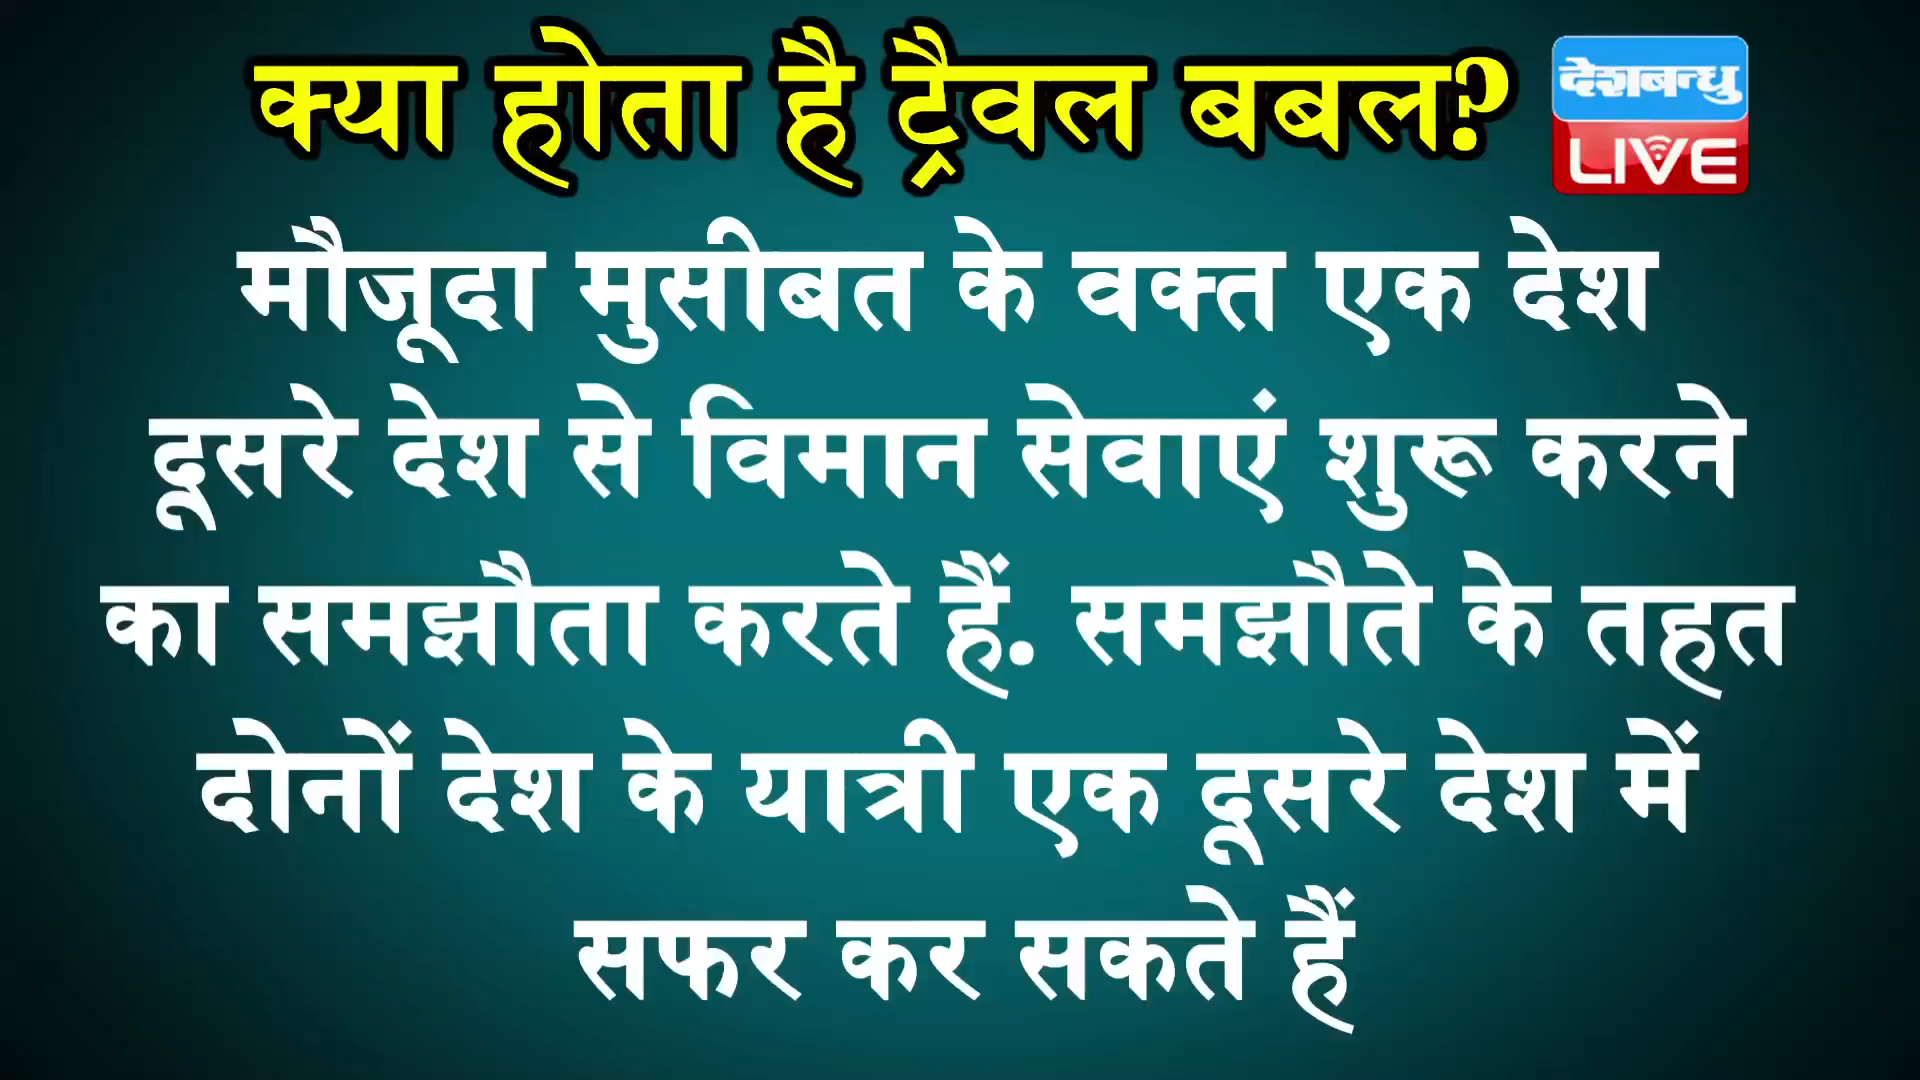 क्या होता है ट्रैवल बबल?
देशबन्धु
LIVE
मौजूदा मुसीबत के वक्त एक देश
दूसरे देश से विमान सेवाएं शुरू करने
का समझौता करते हैं. समझौते के तहत
दोनों देश के यात्री एक दूसरे देश में
सफर कर सकते हैं